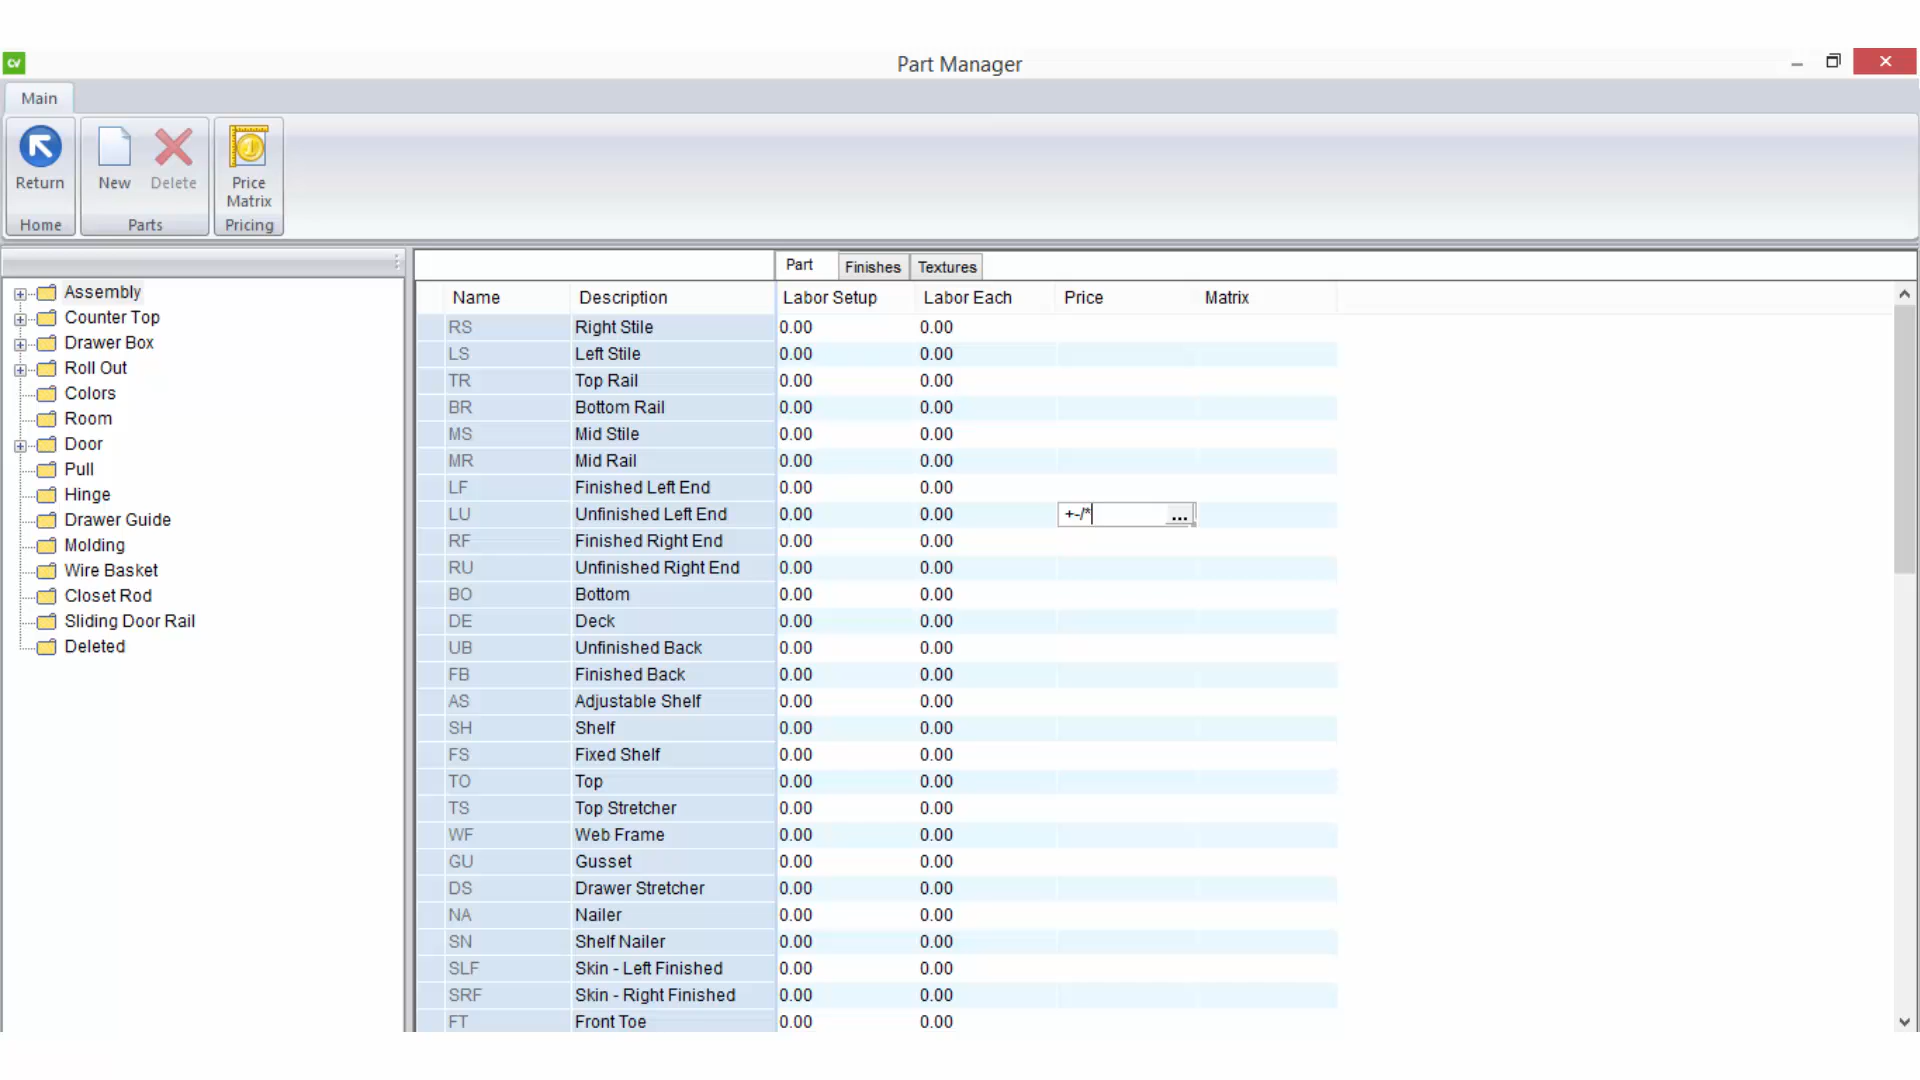 CV
Part Manager
Main
Return
New
Delete
Price
Matrix
Home
Parts
Pricing
Assembly
Counter Top
Drawer Box
Roll Out
Colors
Room
Door
Pull
Hinge
Drawer Guide
Molding
Wire Basket
Closet Rod
Sliding Door Rail
Deleted
Part Finishes Textures
Name Description Labor Setup Labor Each Price Matrix
RS Right Stile 0.00 0.00
LS Left Stile 0.00 0.00
TR Top Rail 0.00 0.00
BR Bottom Rail 0.00 0.00
MS Mid Stile 0.00 0.00
MR Mid Rail 0.00 0.00
LF Finished Left End 0.00 0.00
LU Unfinished Left End 0.00 0.00 +-/* ...
RF Finished Right End 0.00 0.00
RU Unfinished Right End 0.00 0.00
BO Bottom 0.00 0.00
DE Deck 0.00 0.00
UB Unfinished Back 0.00 0.00
FB Finished Back 0.00 0.00
AS Adjustable Shelf 0.00 0.00
SH Shelf 0.00 0.00
FS Fixed Shelf 0.00 0.00
TO Top 0.00 0.00
TS Top Stretcher 0.00 0.00
WF Web Frame 0.00 0.00
GU Gusset 0.00 0.00
DS Drawer Stretcher 0.00 0.00
NA Nailer 0.00 0.00
SN Shelf Nailer 0.00 0.00
SLF Skin - Left Finished 0.00 0.00
SRF Skin - Right Finished 0.00 0.00
FT Front Toe 0.00 0.00